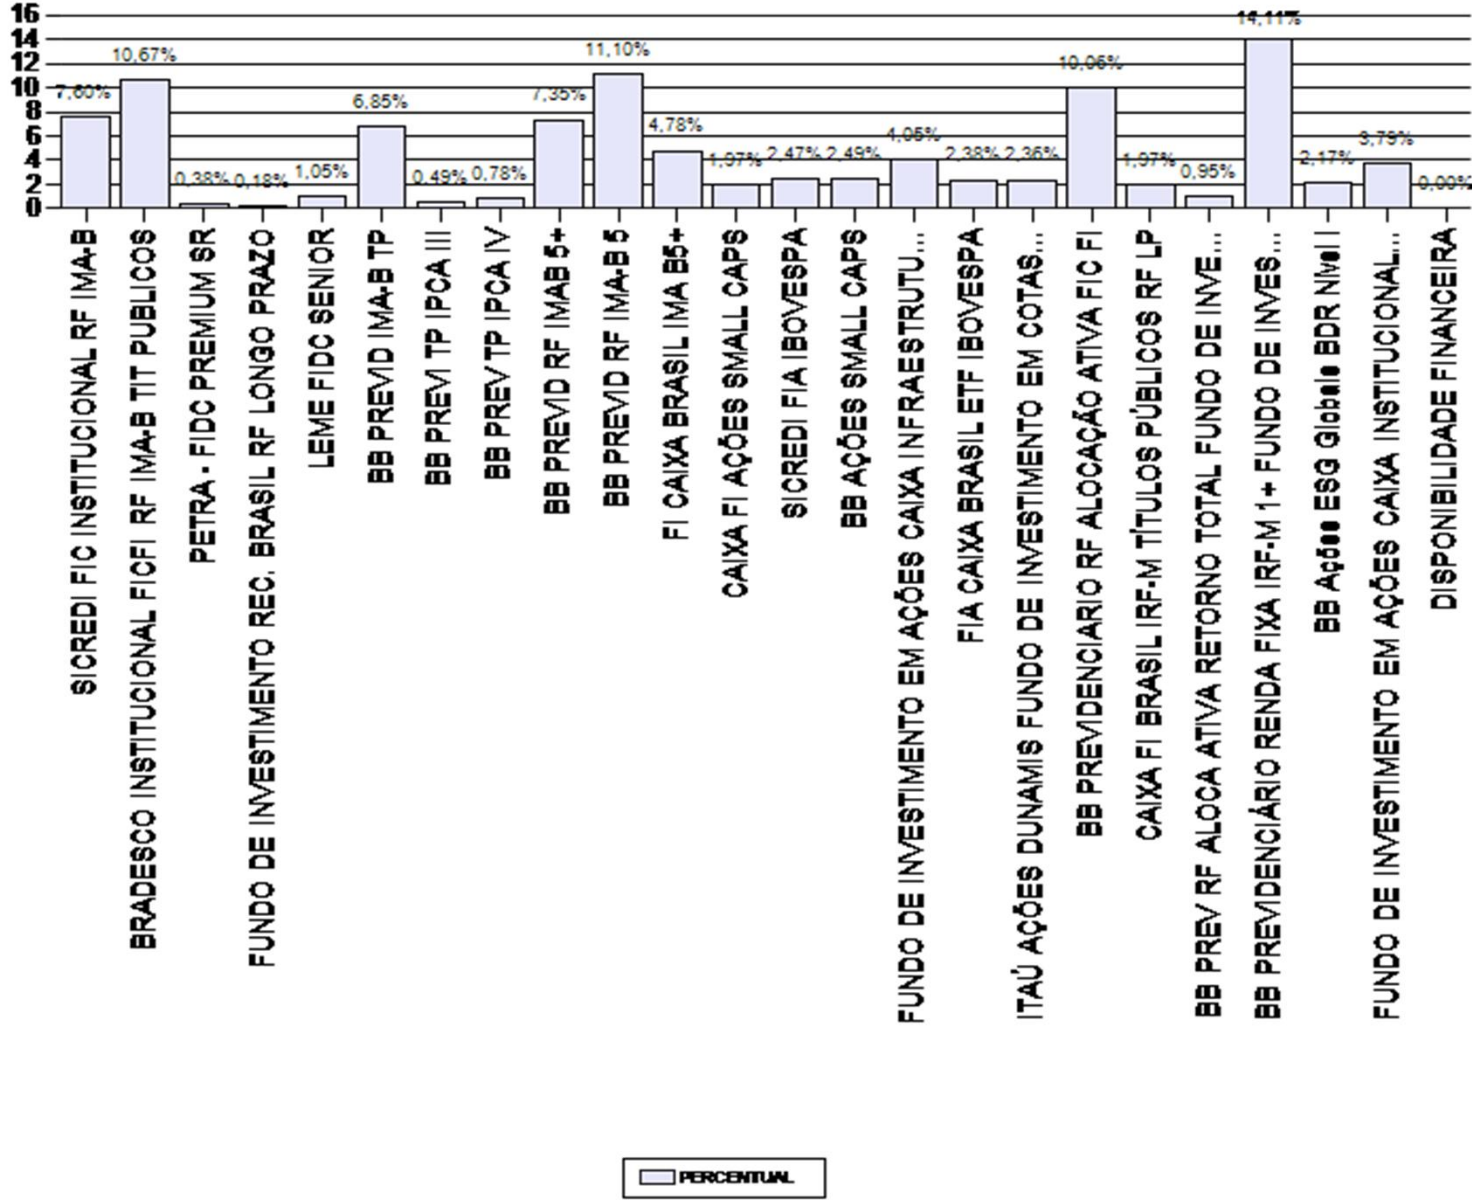 16
14
12
10
8
6
4
2
0
7,60%
10,67%
0,38%
0,18%
1,05%
6,85%
0,49%
0,78%
7,35%
11,10%
4,78%
1,97%
2,47%
2,49%
4,05%
2,38%
2,36%
10,06%
1,97%
0,95%
14,11%
2,17%
3,79%
0,00%
SICREDI FIC INSTITUCIONAL RF IMA-B
BRADESCO INSTITUCIONAL FICFI RF IMA-B TIT PUBLICOS
PETRA - FIDC PREMIUM SR
FUNDO DE INVESTIMENTO REC. BRASIL RF LONGO PRAZO
LEME FIDC SENIOR
BB PREVID IMA-B TP
BB PREVI TP IPCA III
BB PREV TP IPCA IV
BB PREVID RF IMAB 5+
BB PREVID RF IMA-B 5
FI CAIXA BRASIL IMA B5+
CAIXA FI AÇÕES SMALL CAPS
SICREDI FIA IBOVESPA
BB AÇÕES SMALL CAPS
FUNDO DE INVESTIMENTO EM AÇÕES CAIXA INFRAESTRUTU...
FIA CAIXA BRASIL ETF IBOVESPA
ITAÚ AÇÕES DUNAMIS FUNDO DE INVESTIMENTO EM COTAS...
BB PREVIDENCIARIO RF ALOCAÇÃO ATIVA FIC FI
CAIXA FI BRASIL IRF-M TÍTULOS PÚBLICOS RF LP
BB PREV RF ALOCA ATIVA RETORNO TOTAL FUNDO DE INVE...
BB PREVIDENCIÁRIO RENDA FIXA IRF-M 1+ FUNDO DE INVES...
BB Ações ESG Globais BDR Nível I
FUNDO DE INVESTIMENTO EM AÇÕES CAIXA INSTITUCIONAL...
DISPONIBILIDADE FINANCEIRA
PERCENTUAL